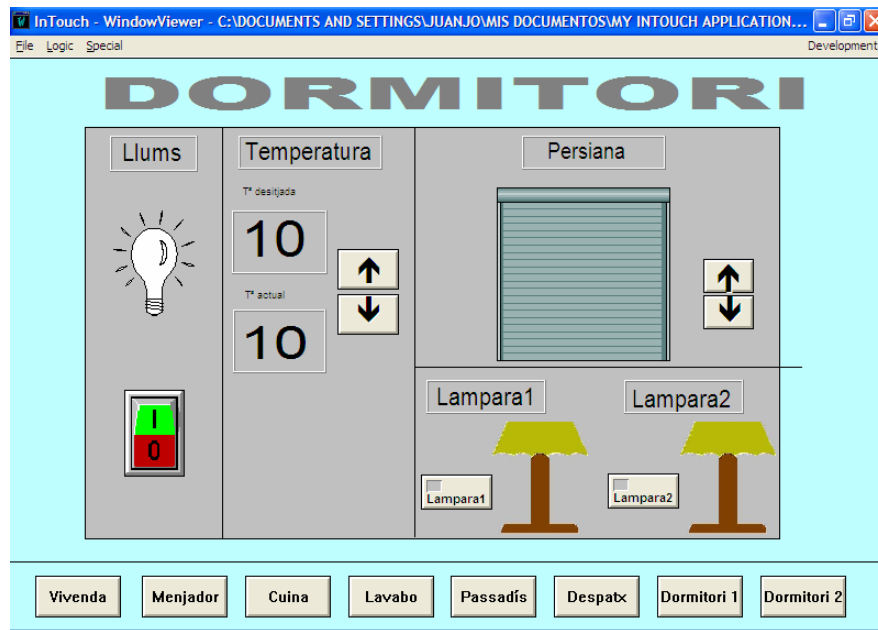 InTouch - WindowViewer - C:\DOCUMENTS AND SETTINGS\JUANJO\MIS DOCUMENTOS\MY INTOUCH APPLICATION...
File Logic Special Development
DORMITORI
Llums
Temperatura
Persiana
Tª desitjada
10
Tª actual
10
I
0
Lampara1
Lampara2
Lampara1
Lampara2
Vivenda
Menjador
Cuina
Lavabo
Passadís
Despatx
Dormitori 1
Dormitori 2